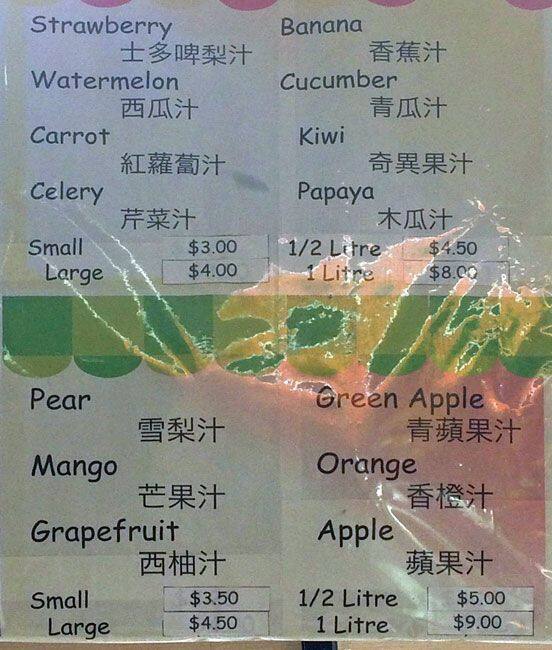 Strawberry Banana
士多啤梨汁 香蕉汁
Watermelon Cucumber
西瓜汁 青瓜汁
Carrot Kiwi
紅蘿蔔汁 奇異果汁
Celery Papaya
芹菜汁 木瓜汁
Small $3.00 1/2 Litre $4.50
Large $4.00 1 Litre $8.00
Pear Green Apple
雪梨汁 青蘋果汁
Mango Orange
芒果汁 香橙汁
Grapefruit Apple
西柚汁 蘋果汁
Small $3.50 1/2 Litre $5.00
Large $4.50 1 Litre $9.00